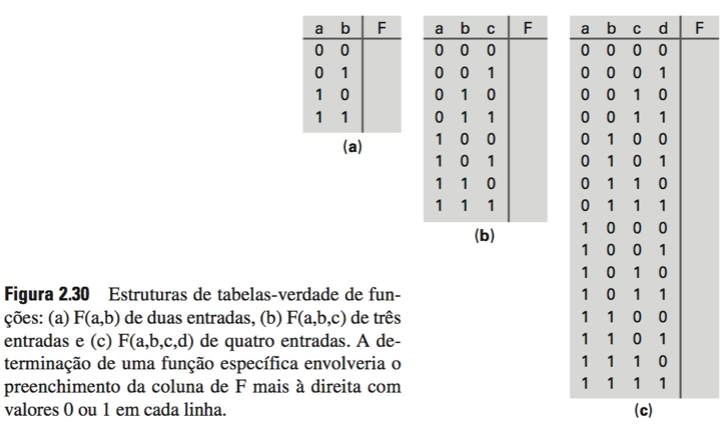 a b F
0 0
0 1
1 0
1 1
(a)
a b c F
0 0 0
0 0 1
0 1 0
0 1 1
1 0 0
1 0 1
1 1 0
1 1 1
(b)
a b c d F
0 0 0 0
0 0 0 1
0 0 1 0
0 0 1 1
0 1 0 0
0 1 0 1
0 1 1 0
0 1 1 1
1 0 0 0
1 0 0 1
1 0 1 0
1 0 1 1
1 1 0 0
1 1 0 1
1 1 1 0
1 1 1 1
(c)
Figura 2.30 Estruturas de tabelas-verdade de fun-
ções: (a) F(a,b) de duas entradas, (b) F(a,b,c) de três
entradas e (c) F(a,b,c,d) de quatro entradas. A de-
terminação de uma função específica envolveria o
preenchimento da coluna de F mais à direita com
valores 0 ou 1 em cada linha.